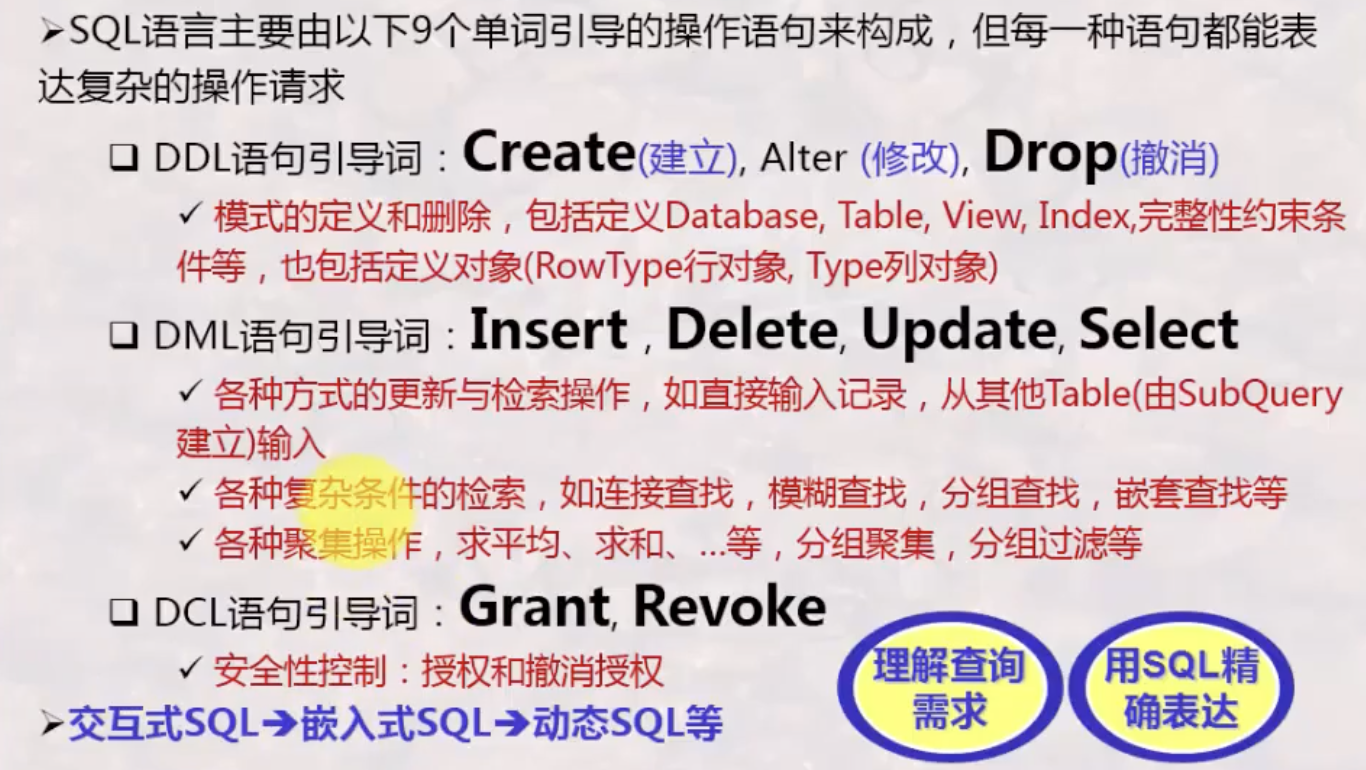 ➢SQL语言主要由以下9个单词引导的操作语句来构成，但每一种语句都能表
达复杂的操作请求
❑ DDL语句引导词：Create(建立), Alter (修改), Drop(撤消)
✓ 模式的定义和删除，包括定义Database, Table, View, Index,完整性约束条
件等，也包括定义对象(RowType行对象, Type列对象)
❑ DML语句引导词：Insert , Delete, Update, Select
✓ 各种方式的更新与检索操作，如直接输入记录，从其他Table(由SubQuery
建立)输入
✓ 各种复杂条件的检索，如连接查找，模糊查找，分组查找，嵌套查找等
✓ 各种聚集操作，求平均、求和、…等，分组聚集，分组过滤等
❑ DCL语句引导词：Grant, Revoke
✓ 安全性控制：授权和撤消授权
➢交互式SQL➔嵌入式SQL➔动态SQL等
理解查询
需求
用SQL精
确表达